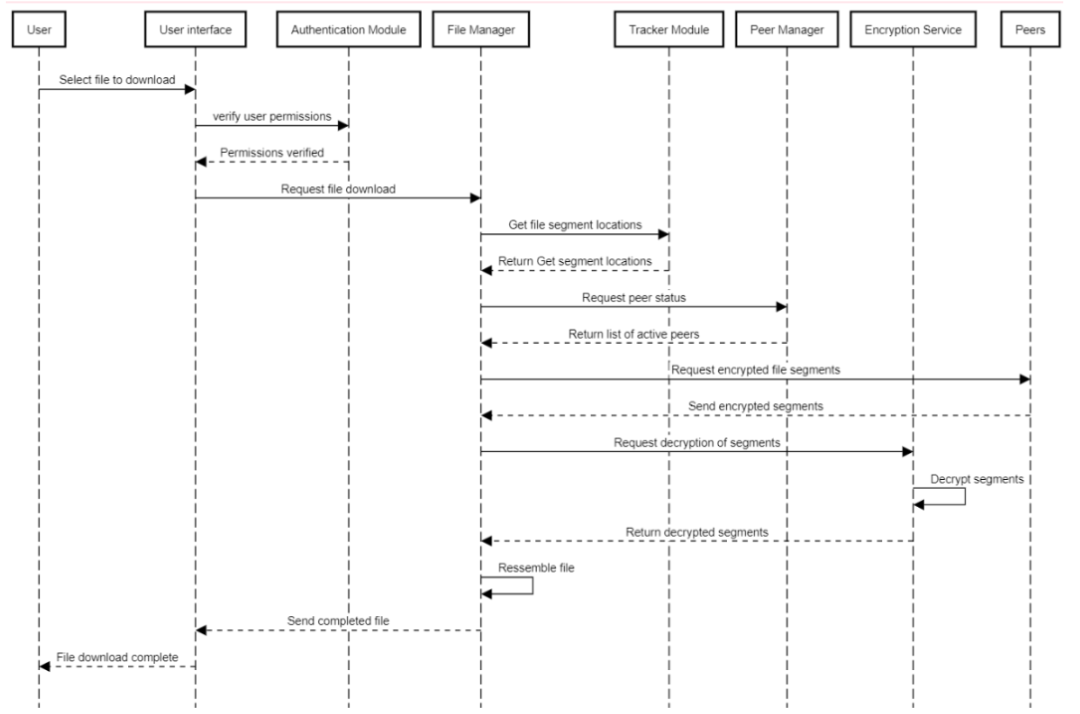 User
User interface
Authentication Module
File Manager
Tracker Module
Peer Manager
Encryption Service
Peers
Select file to download
verify user permissions
Permissions verified
Request file download
Get file segment locations
Return Get segment locations
Request peer status
Return list of active peers
Request encrypted file segments
Send encrypted segments
Request decryption of segments
Decrypt segments
Return decrypted segments
Ressemble file
Send completed file
File download complete